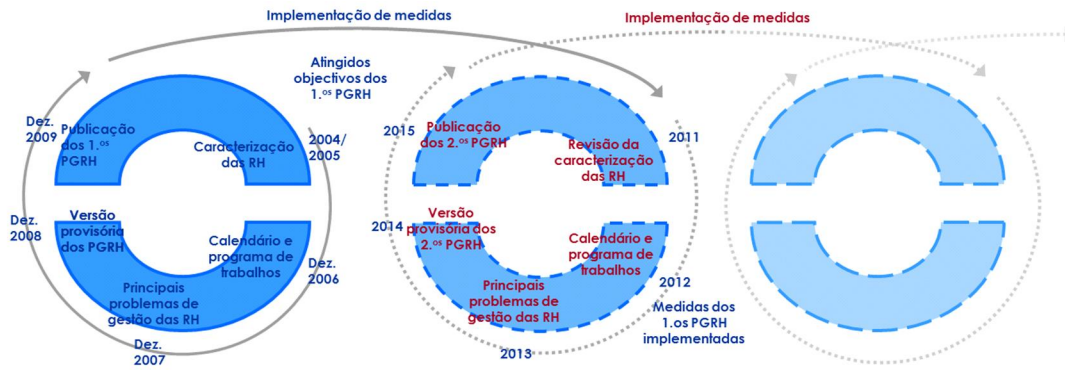 Implementação de medidas
Implementação de medidas
Atingidos
objectivos dos
1.ºs PGRH
Dez.
2009
Publicação
dos 1.ºs
PGRH
Caracterização
das RH
2004/
2005
Dez.
2008
Versão
provisória
dos PGRH
Calendário e
programa de
trabalhos
Dez.
2006
Principais
problemas de
gestão das RH
Dez.
2007
2015
Publicação
dos 2.ºs PGRH
Revisão da
caracterização
das RH
2011
2014
Versão
provisória dos
2.ºs PGRH
Calendário e
programa de
trabalhos
2012
Principais
problemas de
gestão das RH
2013
Medidas dos
1.os PGRH
implementadas